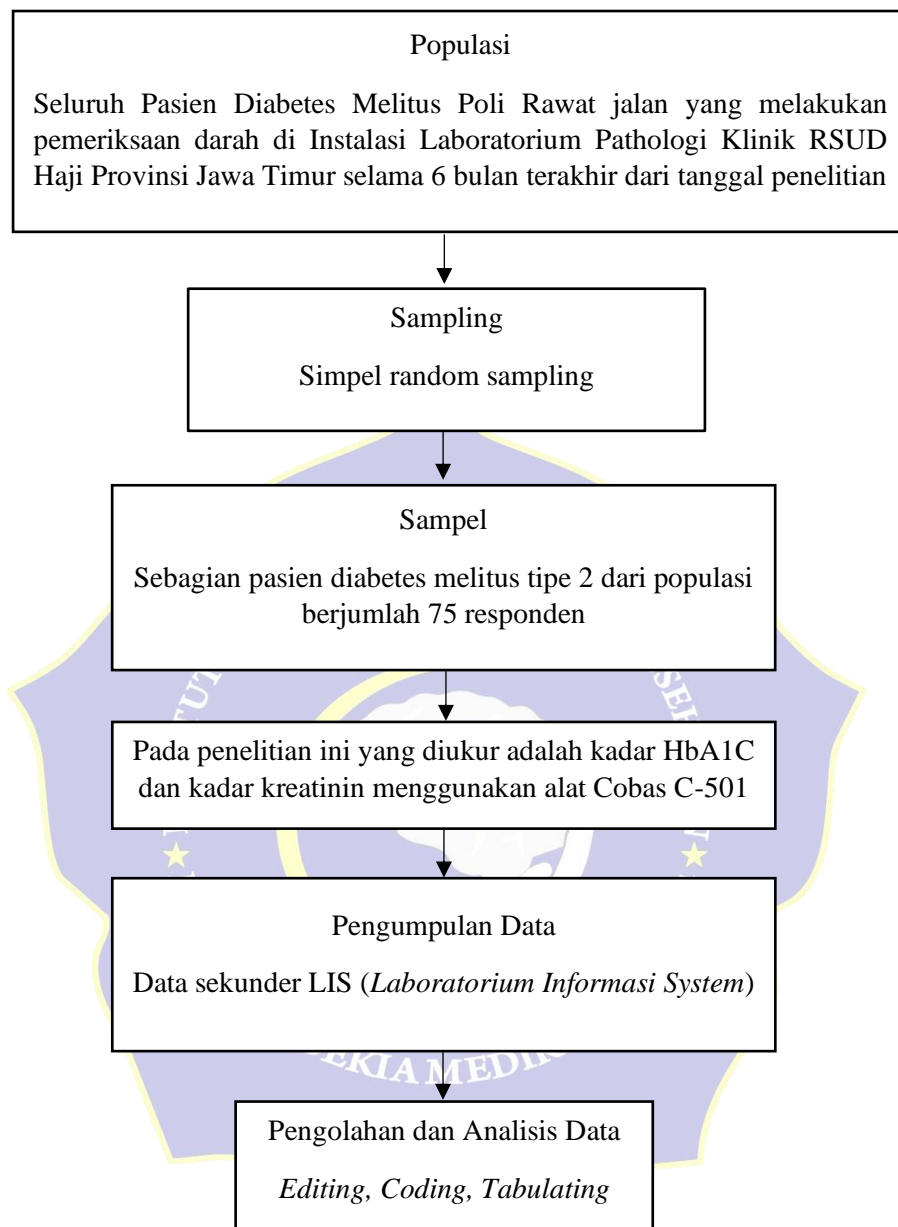 Populasi
Seluruh Pasien Diabetes Melitus Poli Rawat jalan yang melakukan
pemeriksaan darah di Instalasi Laboratorium Pathologi Klinik RSUD
Haji Provinsi Jawa Timur selama 6 bulan terakhir dari tanggal penelitian
Sampling
Simpel random sampling
Sampel
Sebagian pasien diabetes melitus tipe 2 dari populasi
berjumlah 75 responden
Pada penelitian ini yang diukur adalah kadar HbA1C
dan kadar kreatinin menggunakan alat Cobas C-501
Pengumpulan Data
Data sekunder LIS (Laboratorium Informasi System)
Pengolahan dan Analisis Data
Editing, Coding, Tabulating